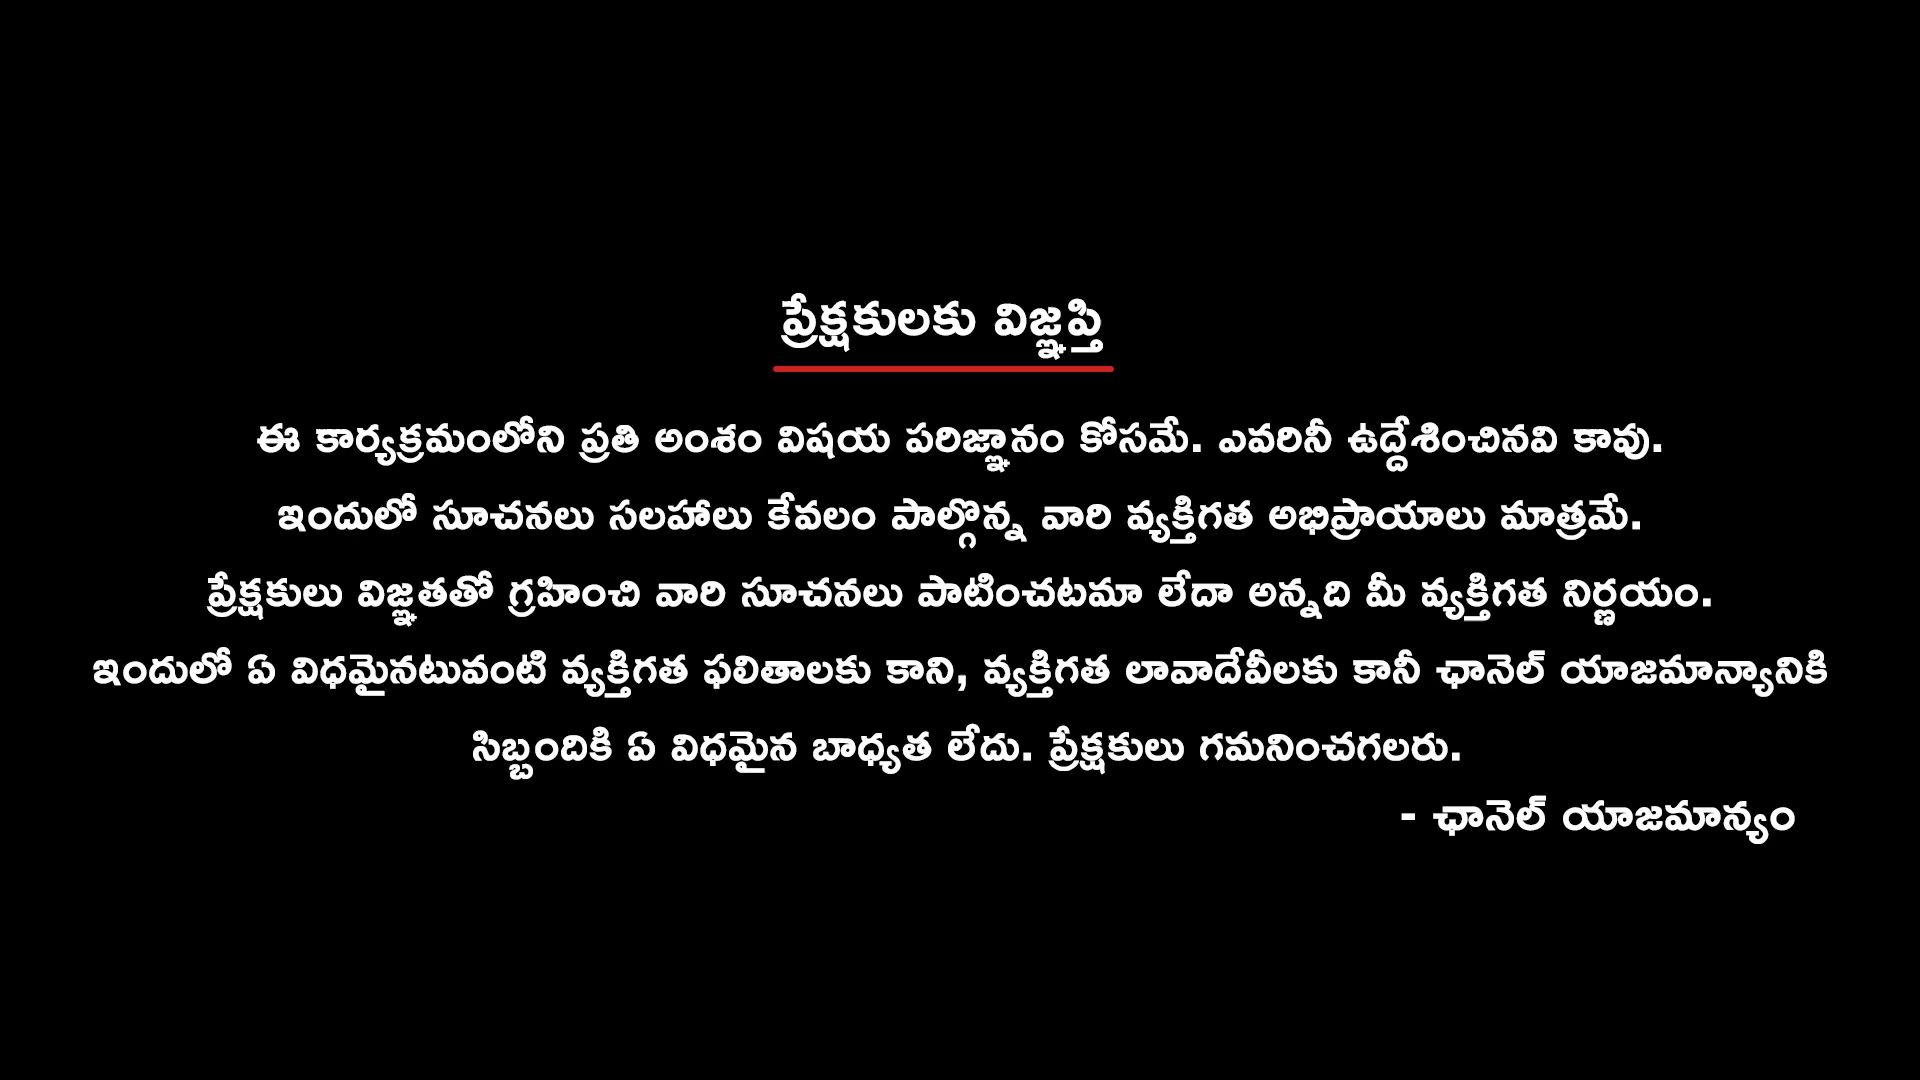 ప్రేక్షకులకు విజ్ఞప్తి
ఈ కార్యక్రమంలోని ప్రతి అంశం విషయ పరిజ్ఞానం కోసమే. ఎవరినీ ఉద్దేశించినవి కావు.
ఇందులో సూచనలు సలహాలు కేవలం పాల్గొన్న వారి వ్యక్తిగత అభిప్రాయాలు మాత్రమే.
ప్రేక్షకులు విజ్ఞతతో గ్రహించి వారి సూచనలు పాటించటమా లేదా అన్నది మీ వ్యక్తిగత నిర్ణయం.
ఇందులో ఏ విధమైనటువంటి వ్యక్తిగత ఫలితాలకు కాని, వ్యక్తిగత లావాదేవీలకు కానీ ఛానెల్ యాజమాన్యానికి
సిబ్బందికి ఏ విధమైన బాధ్యత లేదు. ప్రేక్షకులు గమనించగలరు.
- ఛానెల్ యాజమాన్యం